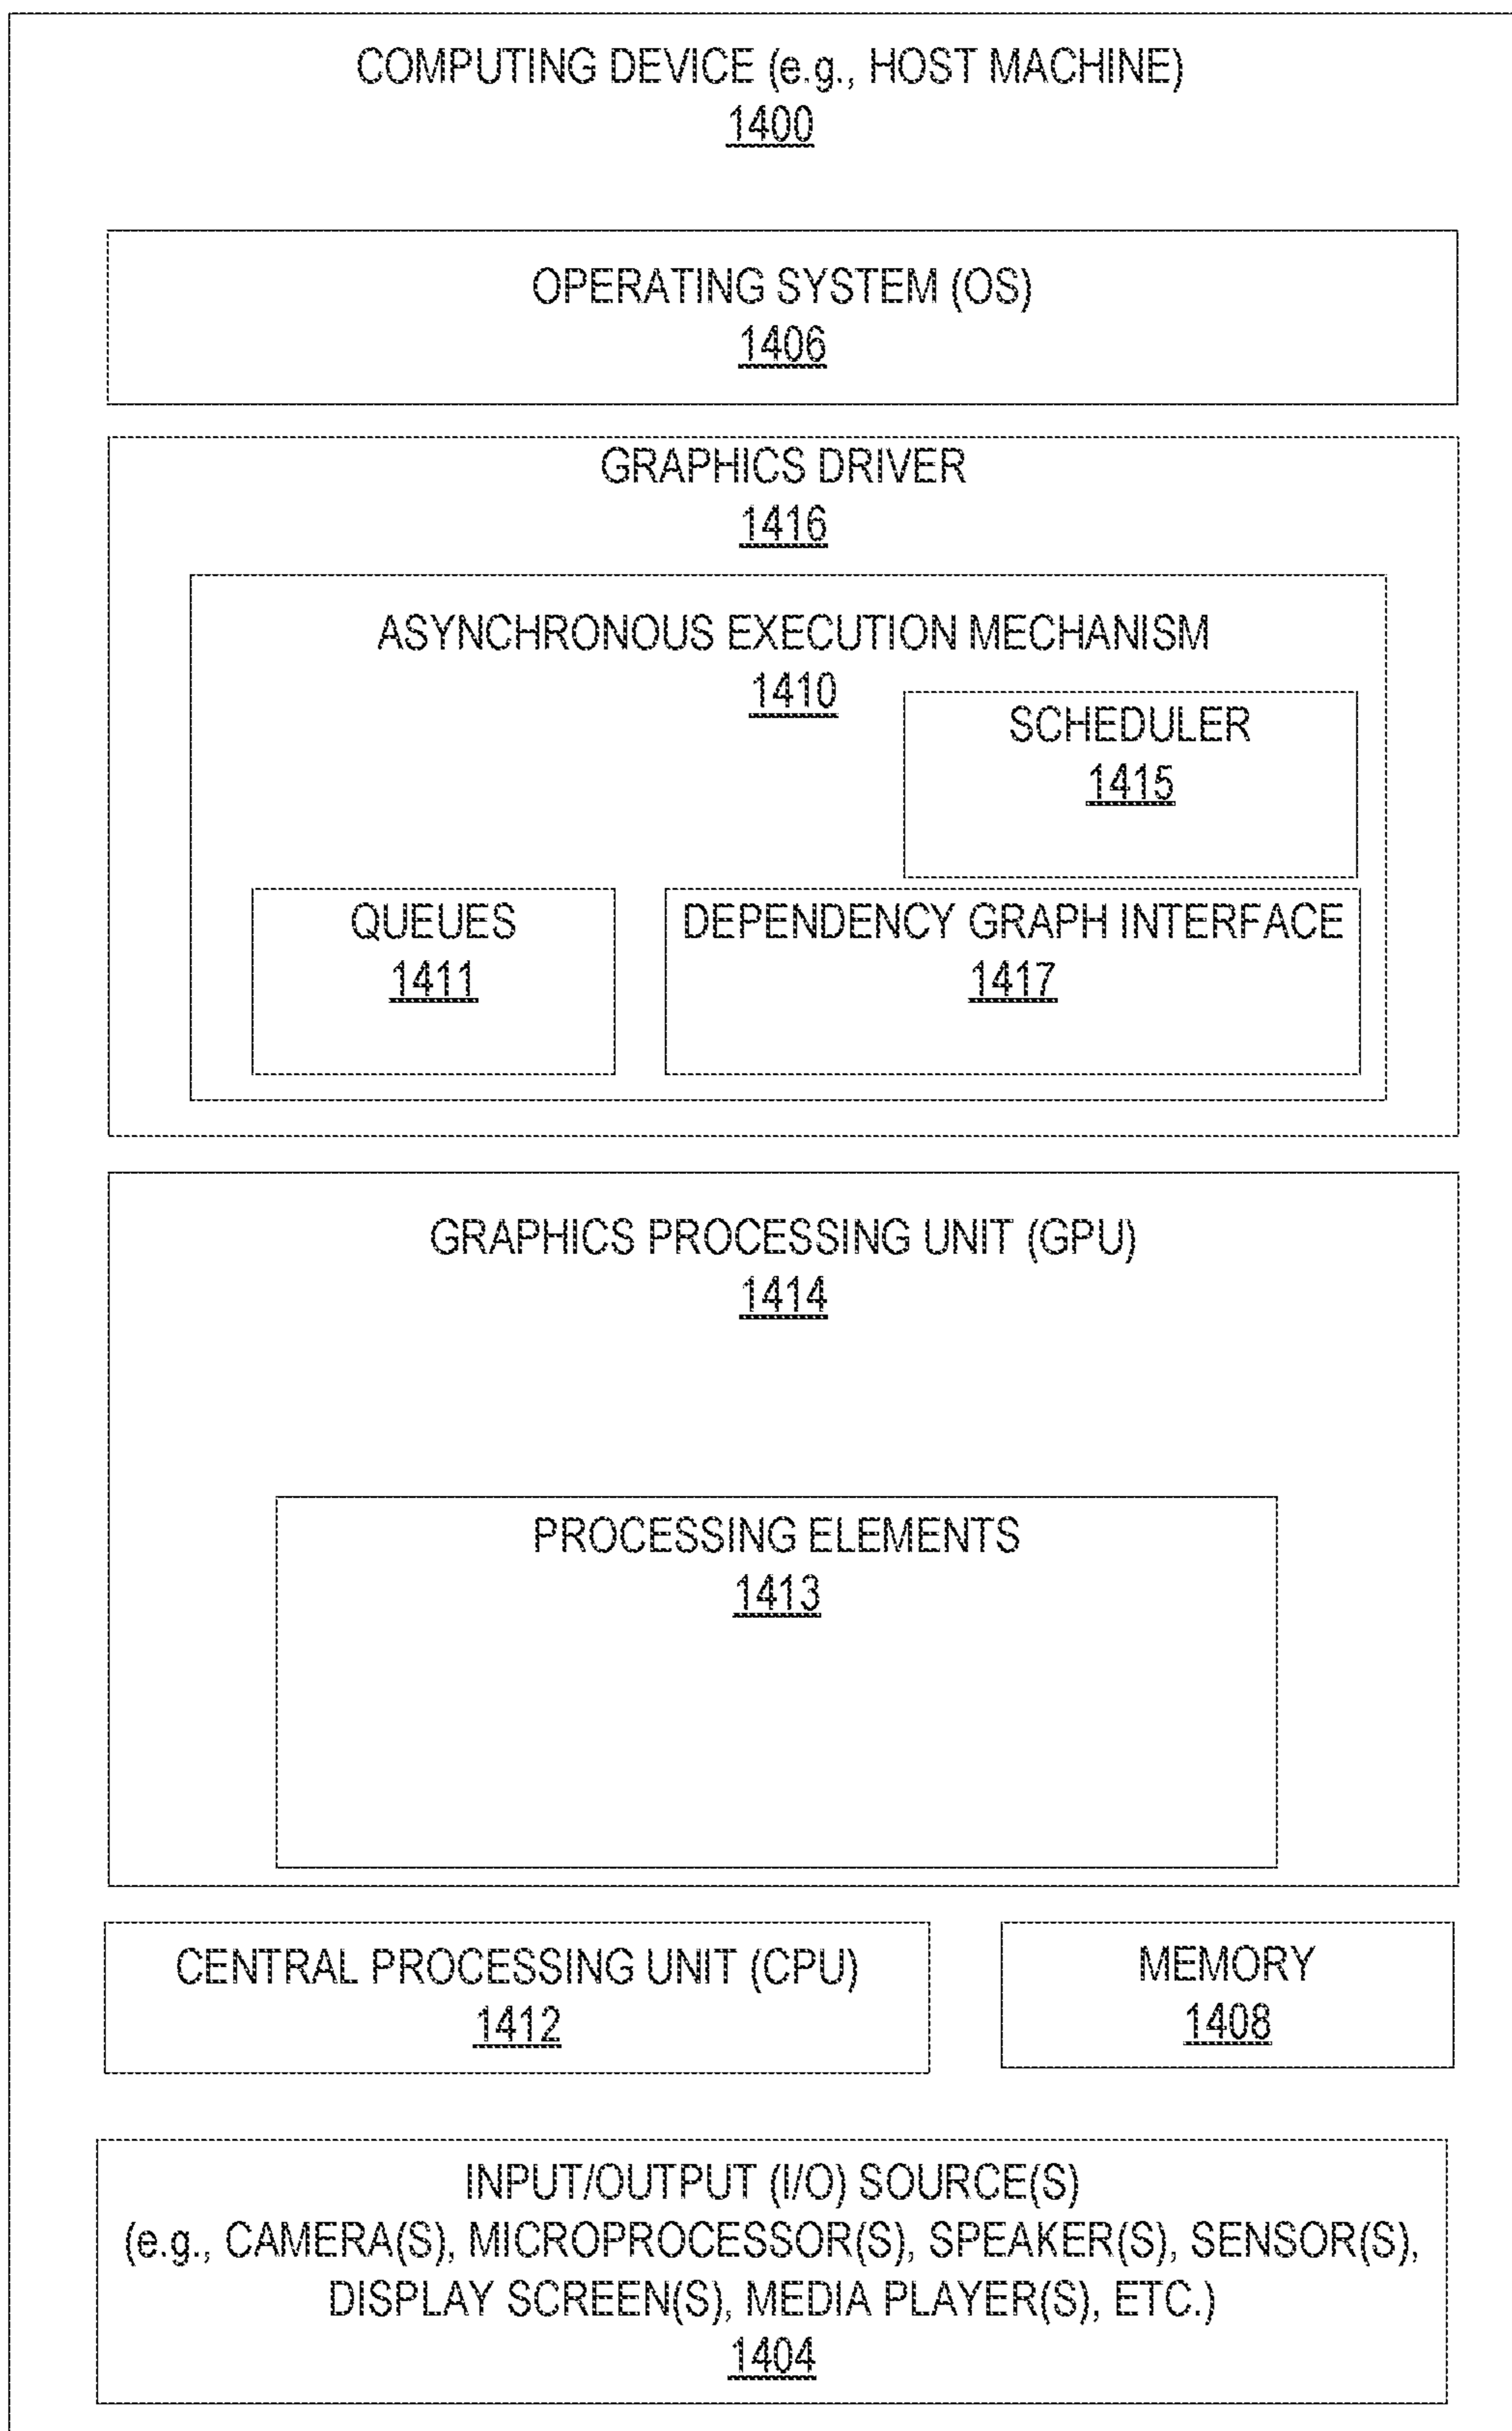 COMPUTING DEVICE (e.g., HOST MACHINE)
1400
OPERATING SYSTEM (OS)
1406
GRAPHICS DRIVER
1416
ASYNCHRONOUS EXECUTION MECHANISM
1410
SCHEDULER
1415
QUEUES
1411
DEPENDENCY GRAPH INTERFACE
1417
GRAPHICS PROCESSING UNIT (GPU)
1414
PROCESSING ELEMENTS
1413
CENTRAL PROCESSING UNIT (CPU)
1412
MEMORY
1408
INPUT/OUTPUT (I/O) SOURCE(S)
(e.g., CAMERA(S), MICROPROCESSOR(S), SPEAKER(S), SENSOR(S),
DISPLAY SCREEN(S), MEDIA PLAYER(S), ETC.)
1404